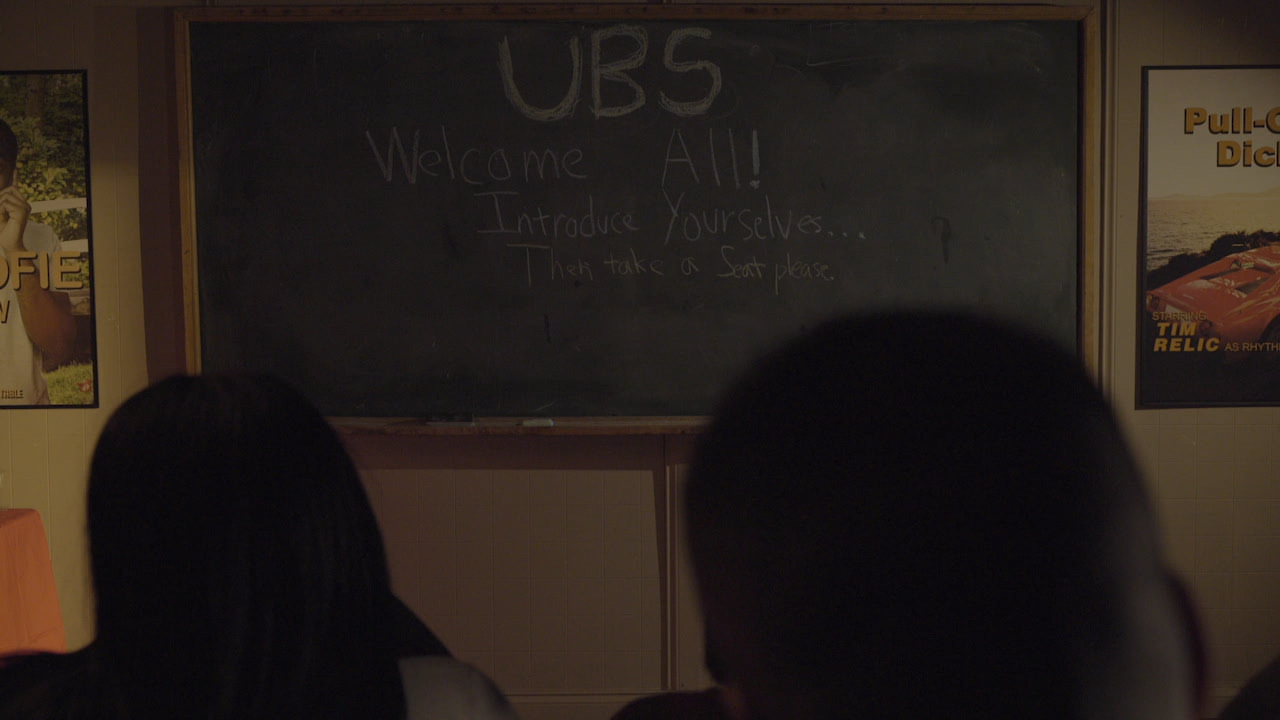 UBS
Welcome All!
Introduce Yourselves...
Then take a Seat please.
OFIE
W
Pull-O
Dic
STARRING
TIM
RELIC AS RHYTH